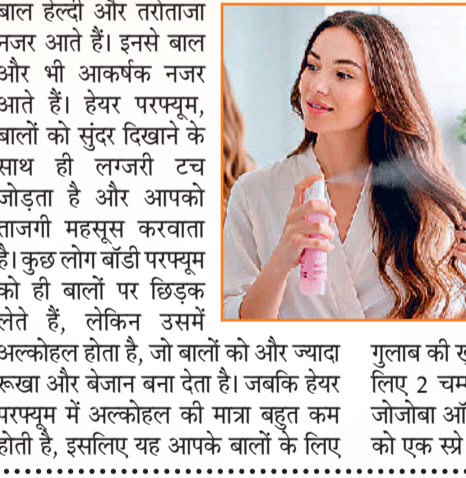 बाल हेल्दी और तरोताजा
नजर आते हैं। इनसे बाल
और भी आकर्षक नजर
आते हैं। हेयर परफ्यूम,
बालों को सुंदर दिखाने के
साथ ही लग्जरी टच
जोड़ता है और आपको
ताजगी महसूस करवाता
है। कुछ लोग बॉडी परफ्यूम
को ही बालों पर छिड़क
लेते हैं, लेकिन उसमें
अल्कोहल होता है, जो बालों को और ज्यादा
रूखा और बेजान बना देता है। जबकि हेयर
परफ्यूम में अल्कोहल की मात्रा बहुत कम
होती है, इसलिए यह आपके बालों के लिए
गुलाब की
लिए 2
जोजोबा
को एक स्प्रे